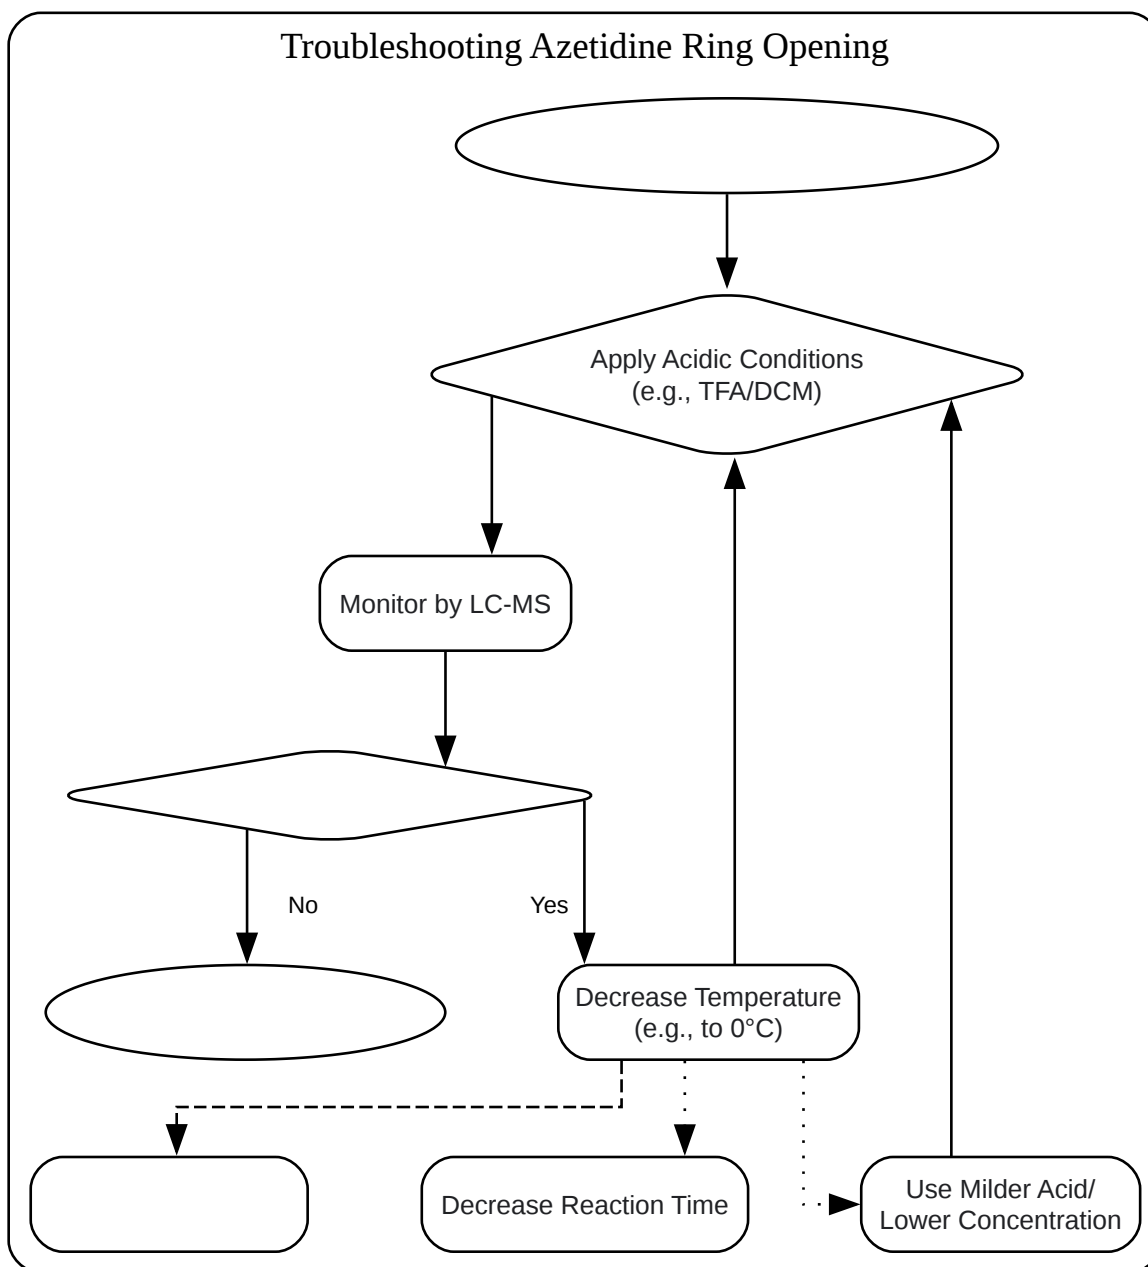 Troubleshooting Azetidine Ring Opening
Apply Acidic Conditions
(e.g., TFA/DCM)
Monitor by LC-MS
No
Yes
Decrease Temperature
(e.g., to 0°C)
Decrease Reaction Time
Use Milder Acid/
Lower Concentration